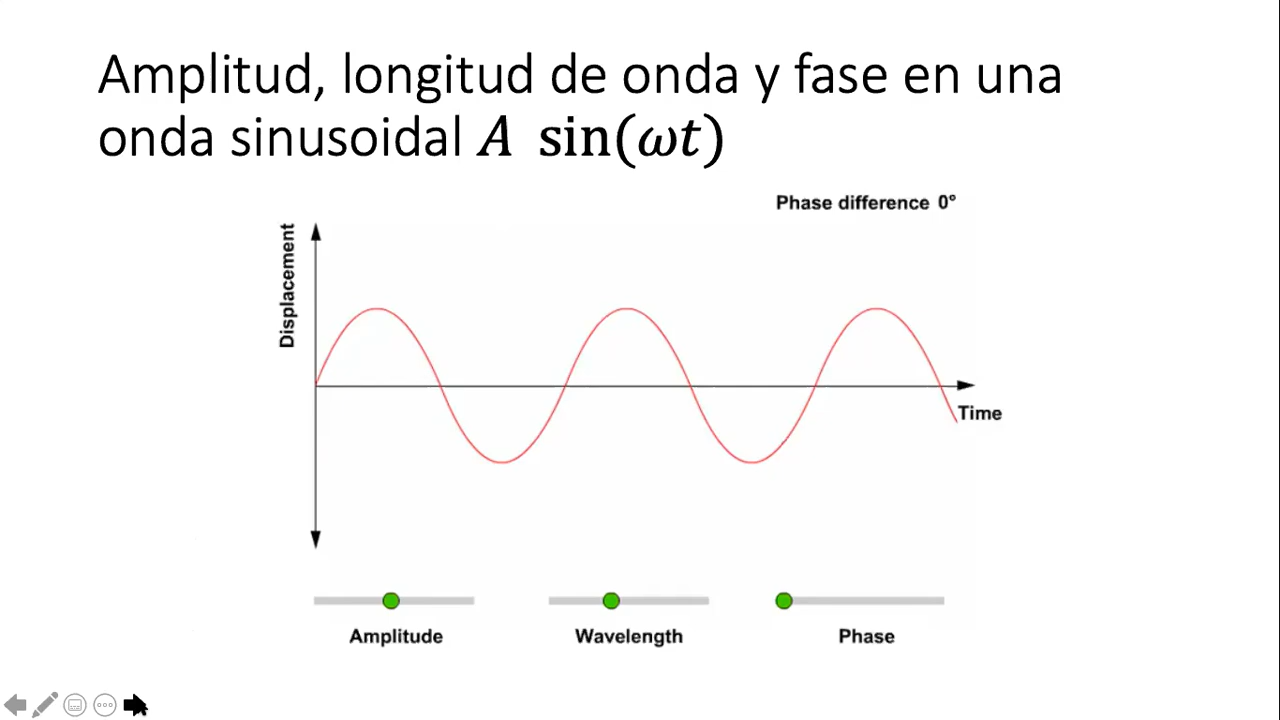 Amplitud, longitud de onda y fase en una
onda sinusoidal A sin(ωt)
Phase difference 0°
Displacement
Time
Amplitude
Wavelength
Phase